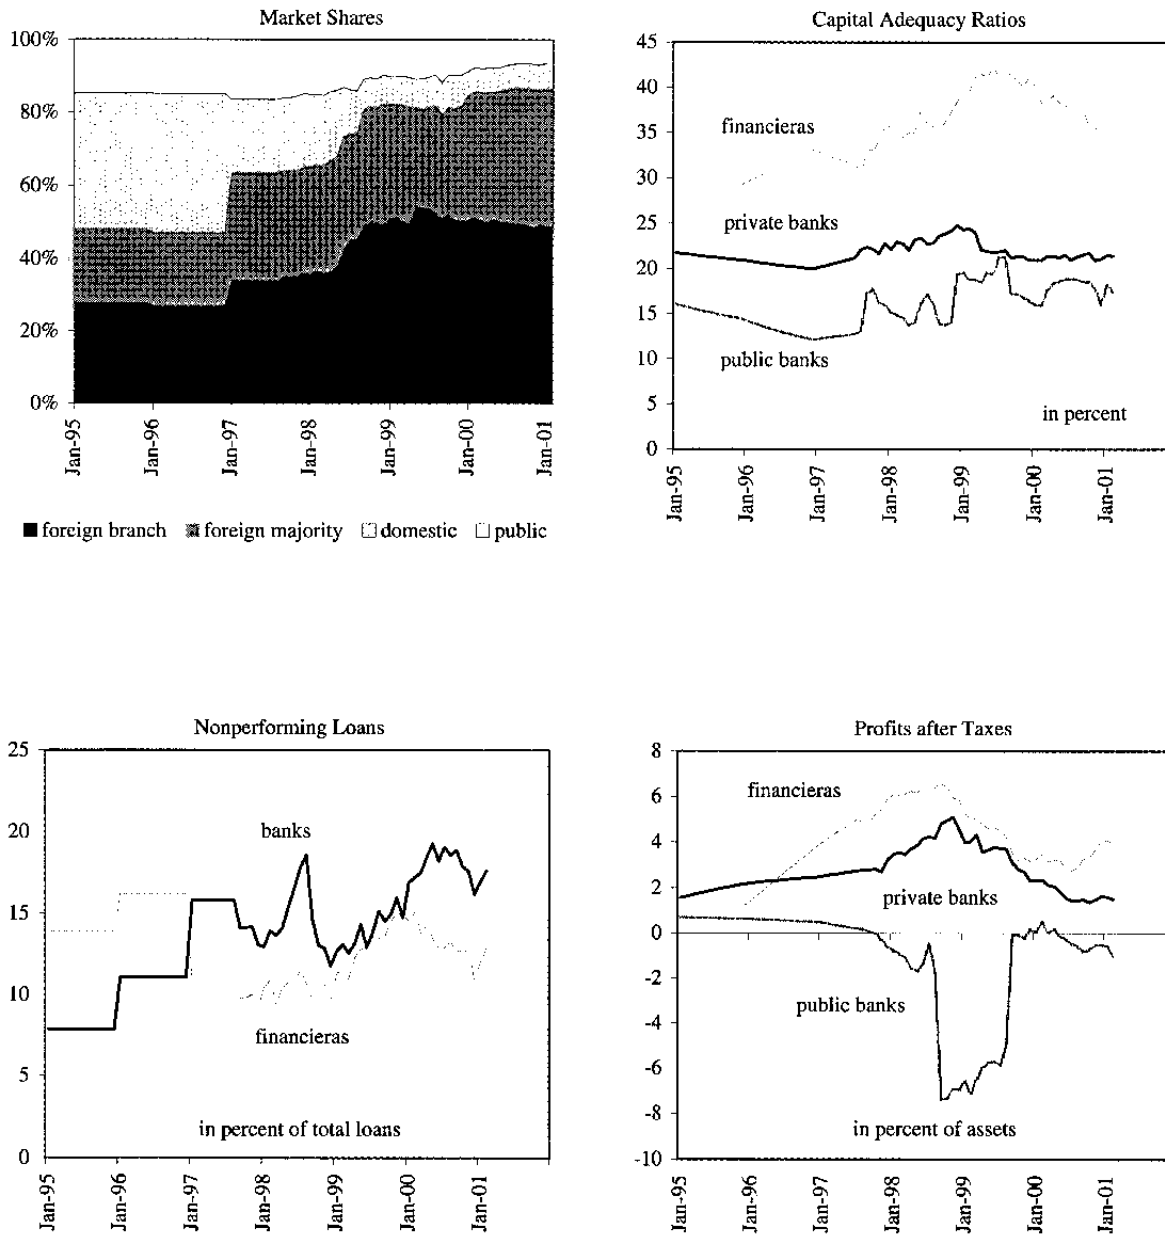 Market Shares
100%
80%
60%
40%
20%
0%
Jan-95
Jan-96
Jan-97
Jan-98
Jan-99
Jan-00
Jan-01
foreign branch foreign majority domestic public
Capital Adequacy Ratios
45
40
35
30
25
20
15
10
5
0
financieras
private banks
public banks
in percent
Jan-95
Jan-96
Jan-97
Jan-98
Jan-99
Jan-00
Jan-01
Nonperforming Loans
25
20
15
10
5
0
banks
financieras
in percent of total loans
Jan-95
Jan-96
Jan-97
Jan-98
Jan-99
Jan-00
Jan-01
Profits after Taxes
8
6
4
2
0
-2
-4
-6
-8
-10
financieras
private banks
public banks
in percent of assets
Jan-95
Jan-96
Jan-97
Jan-98
Jan-99
Jan-00
Jan-01